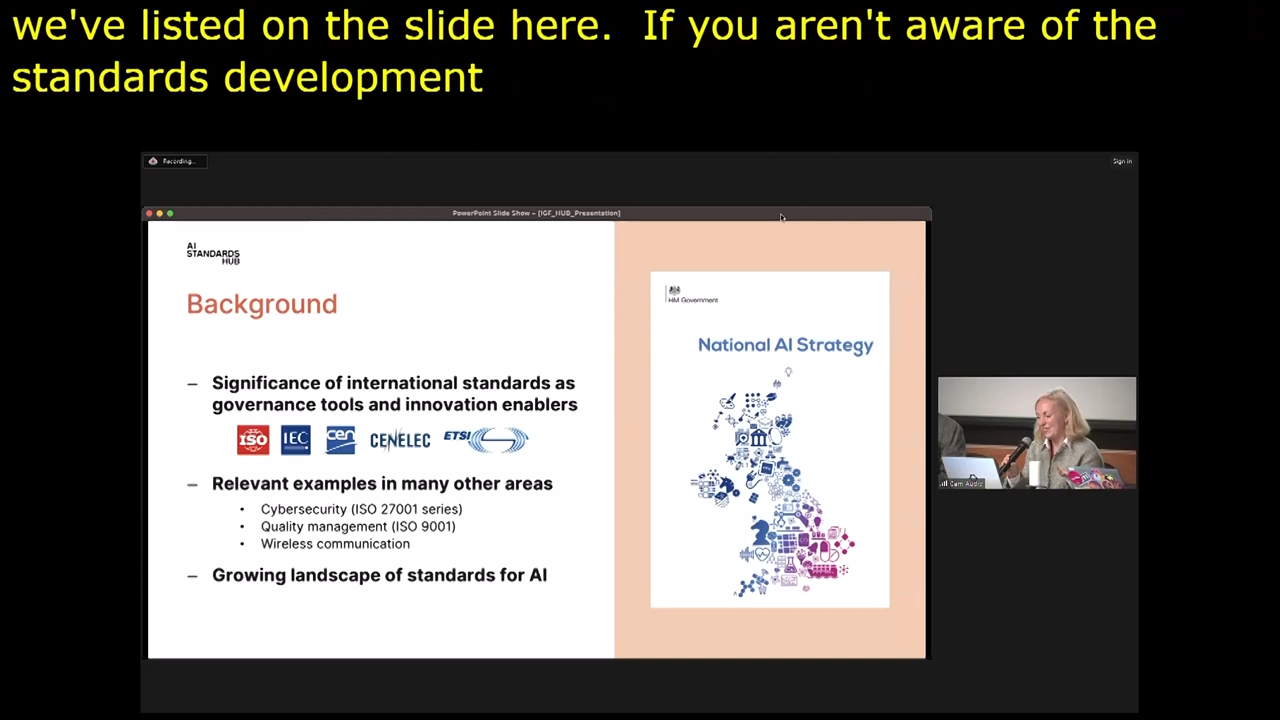 we've listed on the slide here.  If you aren't aware of the
standards development
Recording...
Sign in
PowerPoint Slide Show - [IGF_HUB_Presentation]
AI
STANDARDS
HUB
Background
HM Government
National AI Strategy
– Significance of international standards as
governance tools and innovation enablers
ISO IEC cen CENELEC ETSI
– Relevant examples in many other areas
• Cybersecurity (ISO 27001 series)
• Quality management (ISO 9001)
• Wireless communication
– Growing landscape of standards for AI
Cam Audio